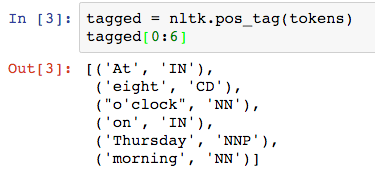 In [3]: tagged = nltk.pos_tag(tokens)
tagged[0:6]
Out[3]: [('At', 'IN'),
('eight', 'CD'),
("o'clock", 'NN'),
('on', 'IN'),
('Thursday', 'NNP'),
('morning', 'NN')]